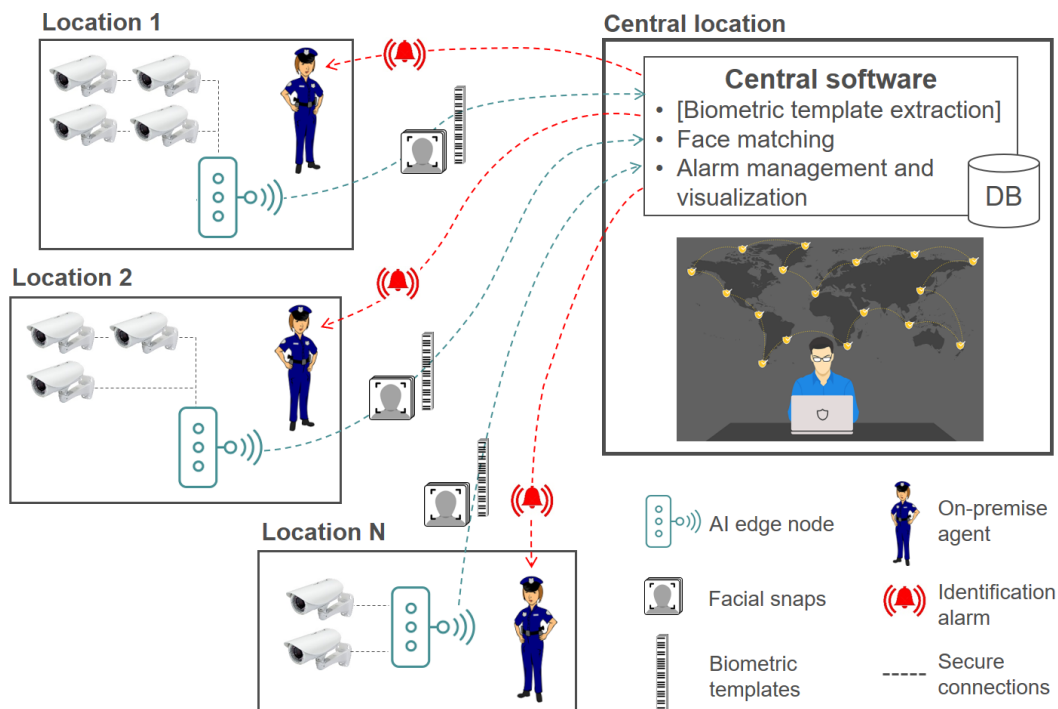 Location 1
Central location
Central software
• [Biometric template extraction]
• Face matching
• Alarm management and
visualization
DB
Location 2
Location N
AI edge node
On-premise
agent
Facial snaps
Identification
alarm
Biometric
templates
Secure
connections